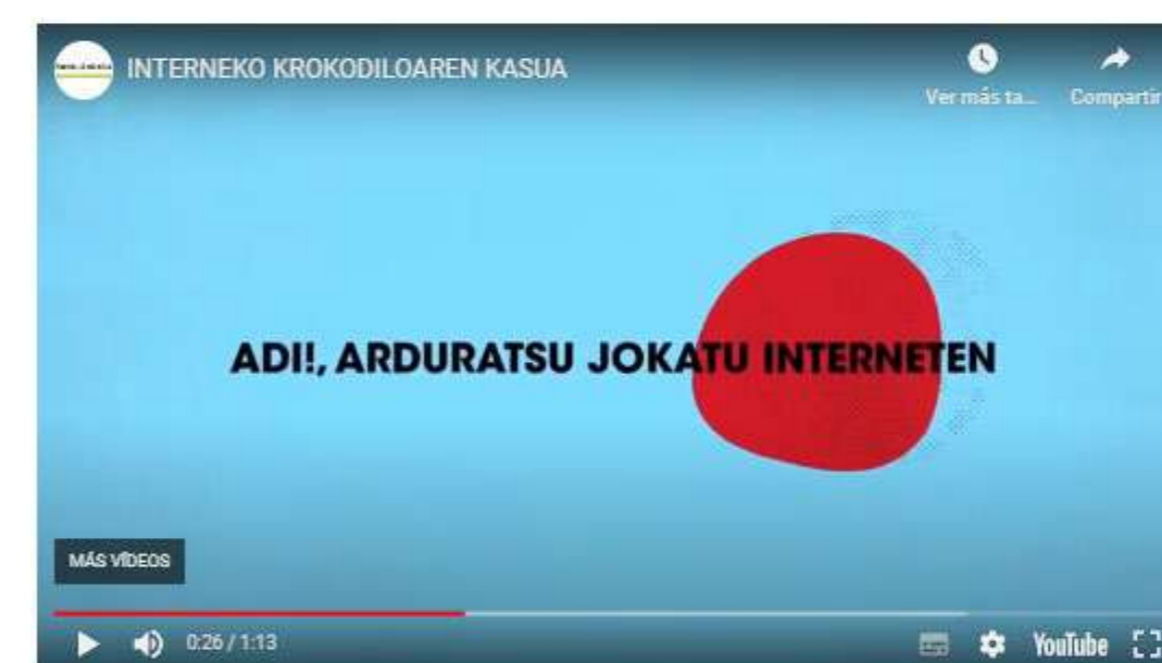 INTERNEKO KROKODILOAREN KASUA
Ver más ta...
Compartir
ADI!, ARDURATSU JOKATU INTERNETEN
MÁS VÍDEOS
0:26 / 1:13
YouTube